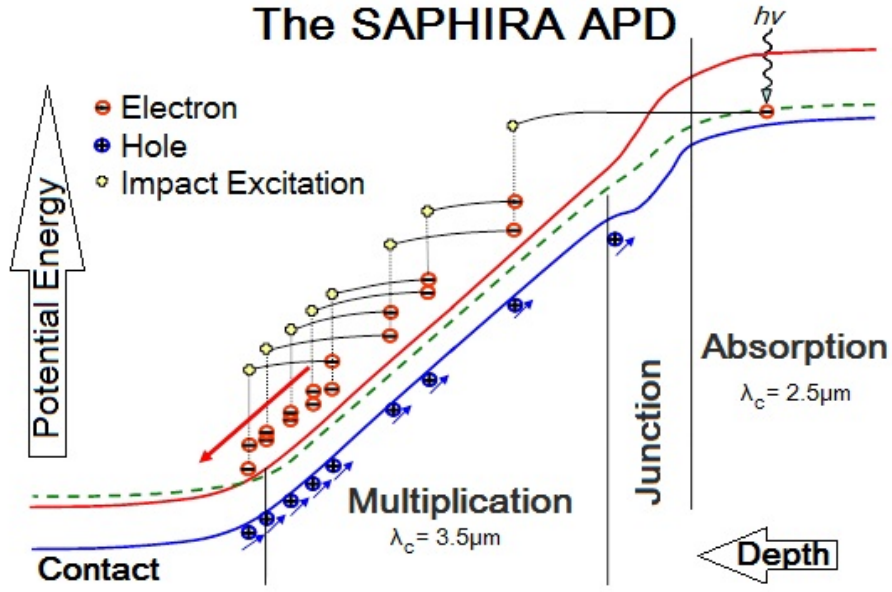 The SAPHIRA APD
hν
Electron
Hole
Impact Excitation
Potential Energy
Absorption
λc = 2.5μm
Junction
Multiplication
λc = 3.5μm
Depth
Contact